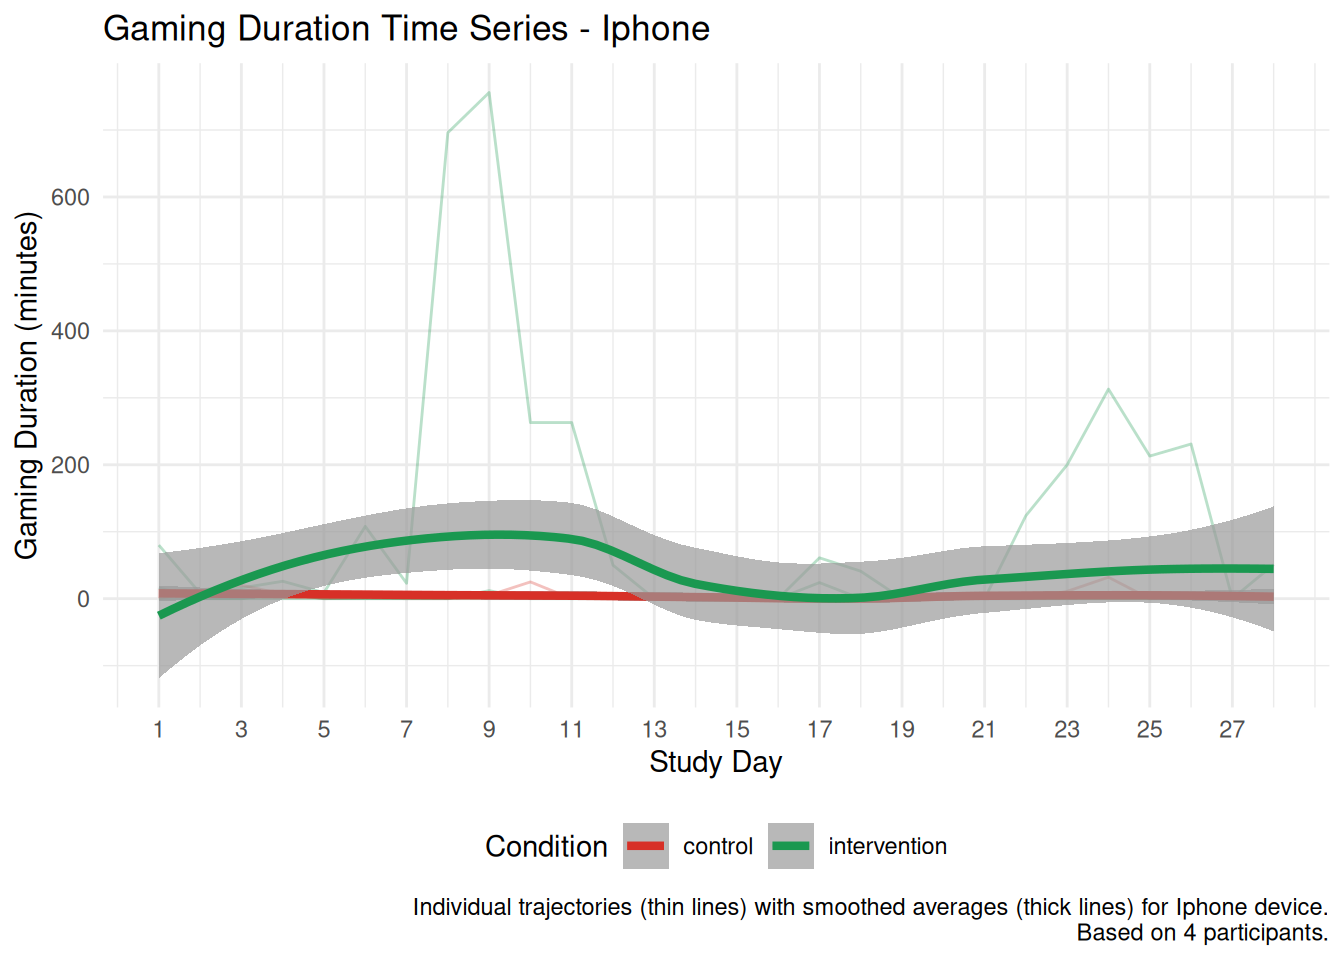 Gaming Duration Time Series - Iphone
Gaming Duration (minutes)
600
400
200
0
1 3 5 7 9 11 13 15 17 19 21 23 25 27
Study Day
Condition control intervention
Individual trajectories (thin lines) with smoothed averages (thick lines) for Iphone device.
Based on 4 participants.